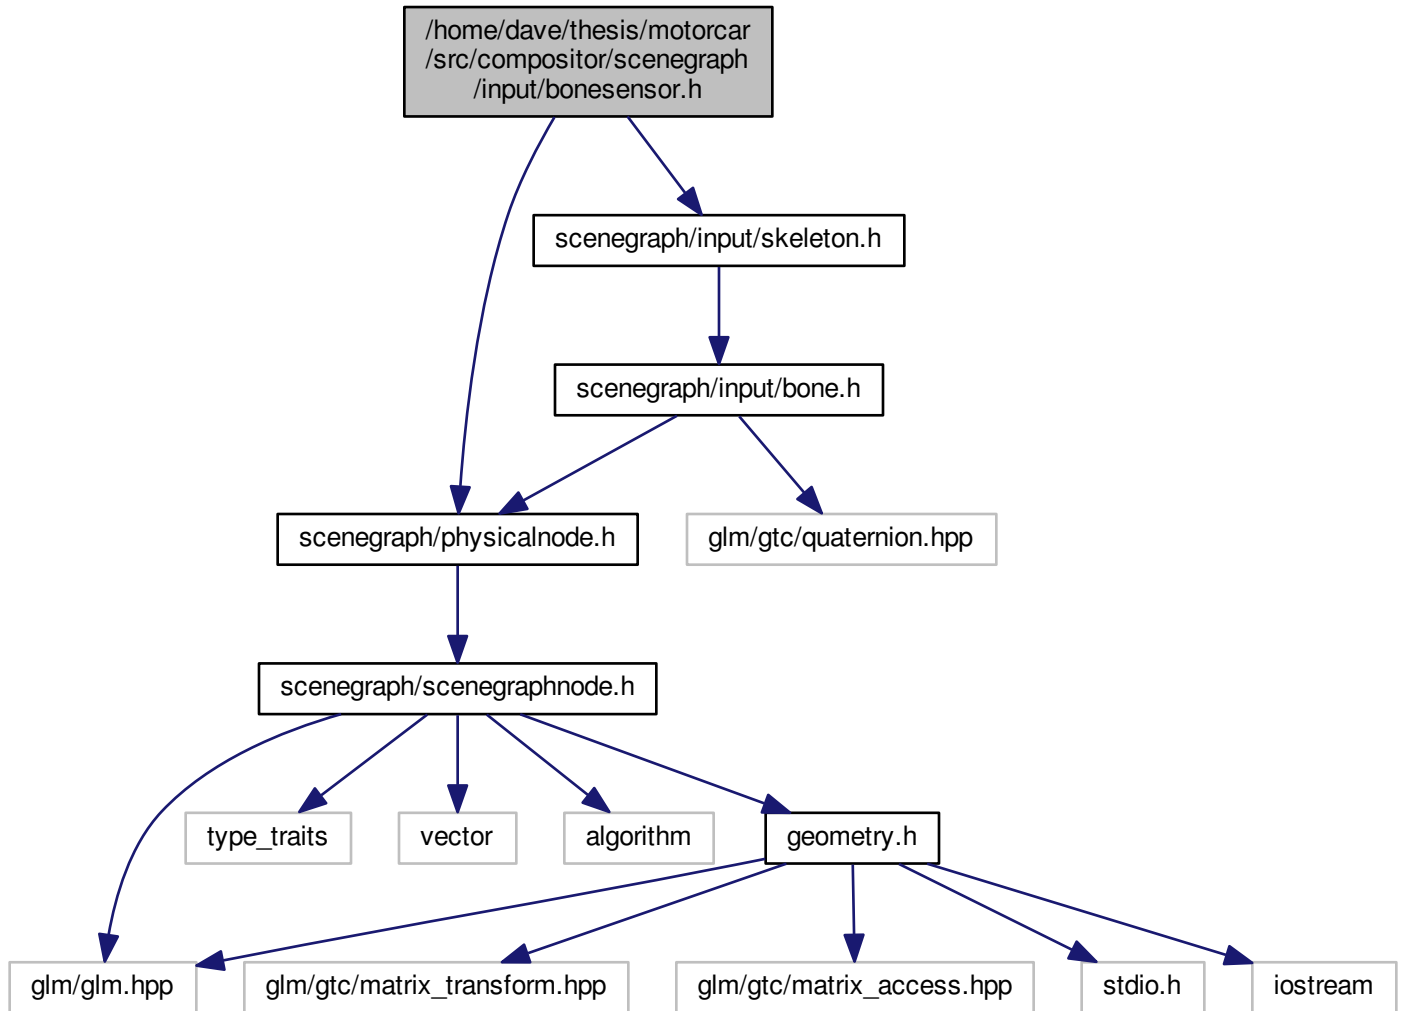 /home/dave/thesis/motorcar
/src/compositor/scenegraph
/input/bonesensor.h
scenegraph/input/skeleton.h
scenegraph/input/bone.h
scenegraph/physicalnode.h
glm/gtc/quaternion.hpp
scenegraph/scenegraphnode.h
type_traits
vector
algorithm
geometry.h
glm/glm.hpp
glm/gtc/matrix_transform.hpp
glm/gtc/matrix_access.hpp
stdio.h
iostream